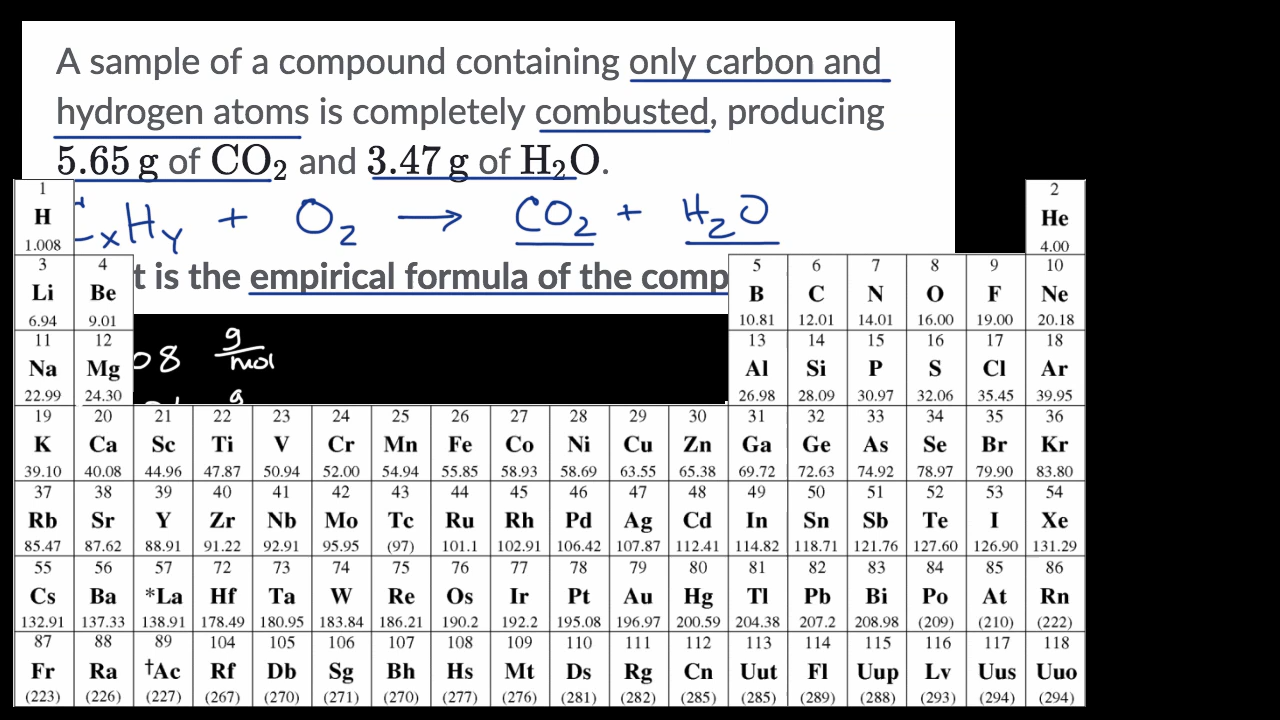 A sample of a compound containing only carbon and
hydrogen atoms is completely combusted, producing
5.65 g of CO₂ and 3.47 g of H₂O.
ₓHᵧ + O₂ → CO₂ + H₂O
t is the empirical formula of the comp
08 g/mol
g
1 2
H He
1.008 4.00
3 4 5 6 7 8 9 10
Li Be B C N O F Ne
6.94 9.01 10.81 12.01 14.01 16.00 19.00 20.18
11 12 13 14 15 16 17 18
Na Mg Al Si P S Cl Ar
22.99 24.30 26.98 28.09 30.97 32.06 35.45 39.95
19 20 21 22 23 24 25 26 27 28 29 30 31 32 33 34 35 36
K Ca Sc Ti V Cr Mn Fe Co Ni Cu Zn Ga Ge As Se Br Kr
39.10 40.08 44.96 47.87 50.94 52.00 54.94 55.85 58.93 58.69 63.55 65.38 69.72 72.63 74.92 78.97 79.90 83.80
37 38 39 40 41 42 43 44 45 46 47 48 49 50 51 52 53 54
Rb Sr Y Zr Nb Mo Tc Ru Rh Pd Ag Cd In Sn Sb Te I Xe
85.47 87.62 88.91 91.22 92.91 95.95 (97) 101.1 102.91 106.42 107.87 112.41 114.82 118.71 121.76 127.60 126.90 131.29
55 56 57 72 73 74 75 76 77 78 79 80 81 82 83 84 85 86
Cs Ba *La Hf Ta W Re Os Ir Pt Au Hg Tl Pb Bi Po At Rn
132.91 137.33 138.91 178.49 180.95 183.84 186.21 190.2 192.2 195.08 196.97 200.59 204.38 207.2 208.98 (209) (210) (222)
87 88 89 104 105 106 107 108 109 110 111 112 113 114 115 116 117 118
Fr Ra †Ac Rf Db Sg Bh Hs Mt Ds Rg Cn Uut Fl Uup Lv Uus Uuo
(223) (226) (227) (267) (270) (271) (270) (277) (276) (281) (282) (285) (285) (289) (288) (293) (294) (294)